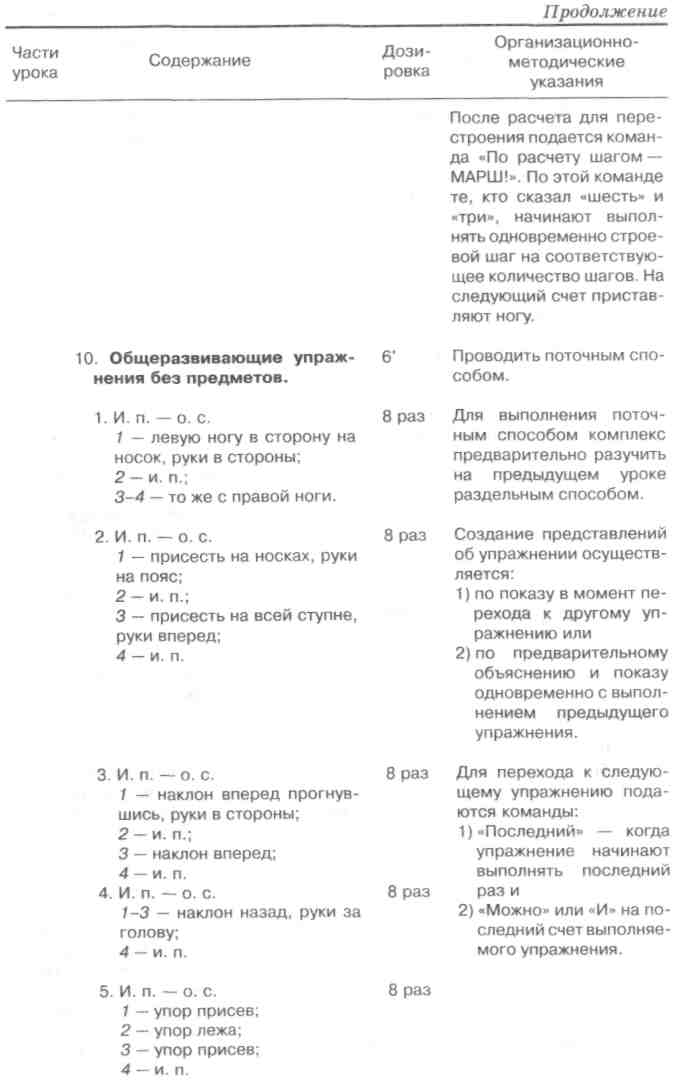 Продолжение
Части урока
Содержание
Дози-
ровка
Организационно-
методические
указания
После расчета для пере-
строения подается коман-
да «По расчету шагом —
МАРШ!». По этой команде
те, кто сказал «шесть» и
«три», начинают выпол-
нять одновременно строе-
вой шаг на соответствую-
щее количество шагов. На
следующий счет пристав-
ляют ногу.
10. Общеразвивающие упраж-
нения без предметов.
6'
Проводить поточным спо-
собом.
1. И. п. — о. с.
1 — левую ногу в сторону на
носок, руки в стороны;
2 — и. п.;
3–4 — то же с правой ноги.
8 раз
Для выполнения поточ-
ным способом комплекс
предварительно разучить
на предыдущем уроке
раздельным способом.
2. И. п. — о. с.
1 — присесть на носках, руки
на пояс;
2 — и. п.;
3 — присесть на всей ступне,
руки вперед;
4 — и. п.
8 раз
Создание представлений
об упражнении осуществ-
ляется:
1) по показу в момент пе-
рехода к другому уп-
ражнению или
2) по предварительному
объяснению и показу
одновременно с выпол-
нением предыдущего
упражнения.
3. И. п. — о. с.
1 — наклон вперед прогнув-
шись, руки в стороны;
2 — и. п.;
3 — наклон вперед;
4 — и. п.
8 раз
Для перехода к следую-
щему упражнению пода-
ются команды:
1) «Последний» — когда
упражнение начинают
выполнять последний
раз и
2) «Можно» или «И» на по-
следний счет выполняе-
мого упражнения.
4. И. п. — о. с.
1–3 — наклон назад, руки за
голову;
4 — и. п.
8 раз
5. И. п. — о. с.
1 — упор присев;
2 — упор лежа;
3 — упор присев;
4 — и. п.
8 раз